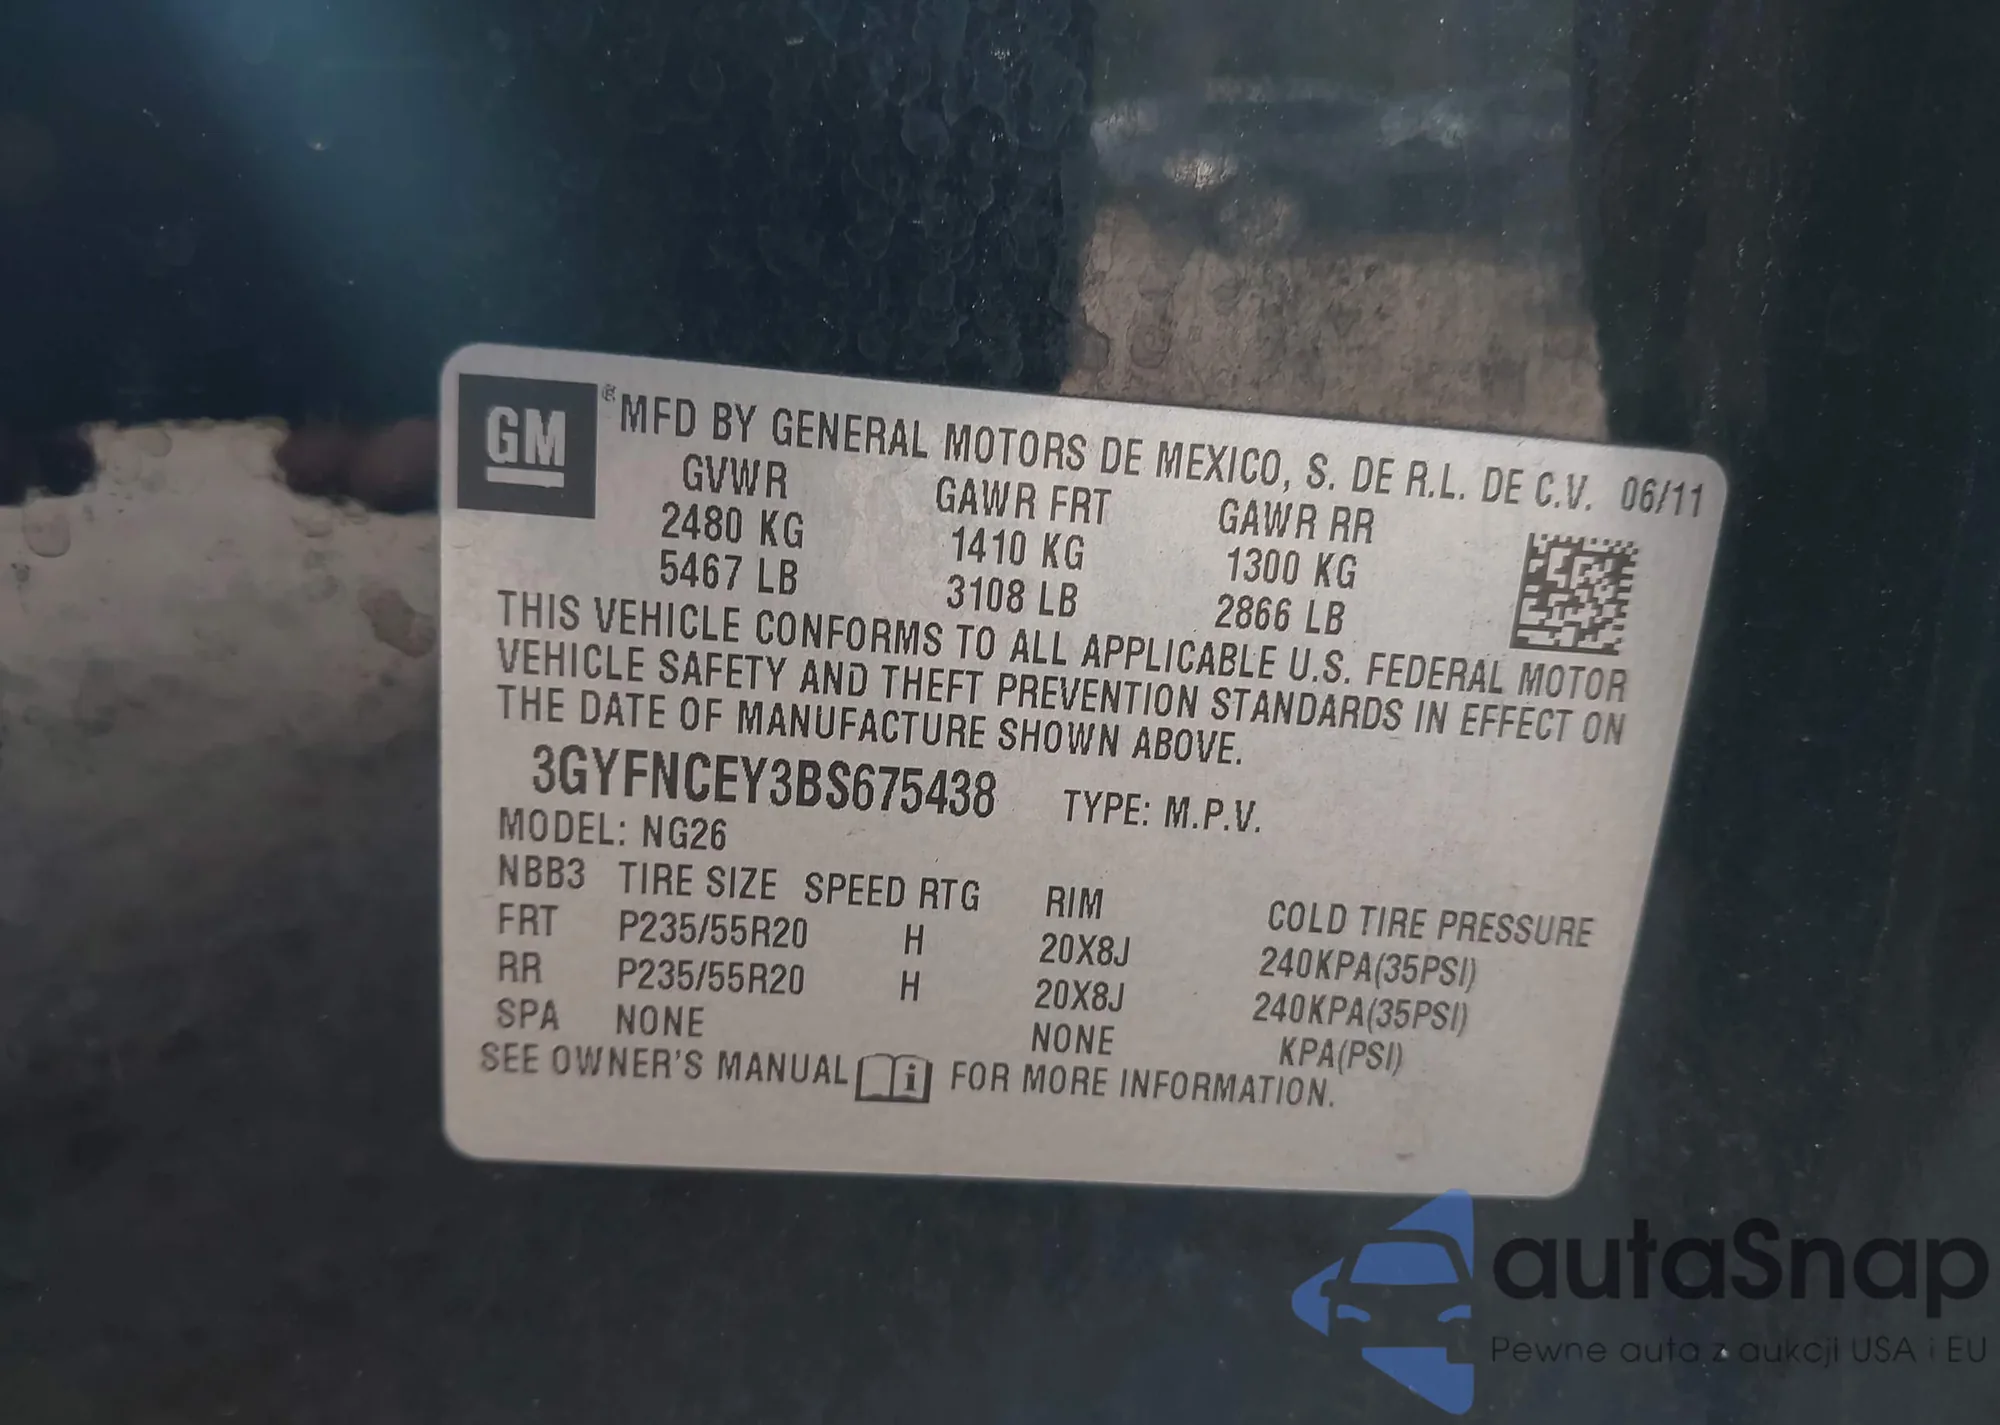 GM ® MFD BY GENERAL MOTORS DE MEXICO, S. DE R.L. DE C.V. 06/11
GVWR GAWR FRT GAWR RR
2480 KG 1410 KG 1300 KG
5467 LB 3108 LB 2866 LB
THIS VEHICLE CONFORMS TO ALL APPLICABLE U.S. FEDERAL MOTOR
VEHICLE SAFETY AND THEFT PREVENTION STANDARDS IN EFFECT ON
THE DATE OF MANUFACTURE SHOWN ABOVE.
3GYFNCEY3BS675438 TYPE: M.P.V.
MODEL: NG26
NBB3 TIRE SIZE SPEED RTG RIM COLD TIRE PRESSURE
FRT P235/55R20 H 20X8J 240KPA(35PSI)
RR P235/55R20 H 20X8J 240KPA(35PSI)
SPA NONE NONE KPA(PSI)
SEE OWNER'S MANUAL i FOR MORE INFORMATION.
autaSnap
Pewne auta z aukcji USA i EU